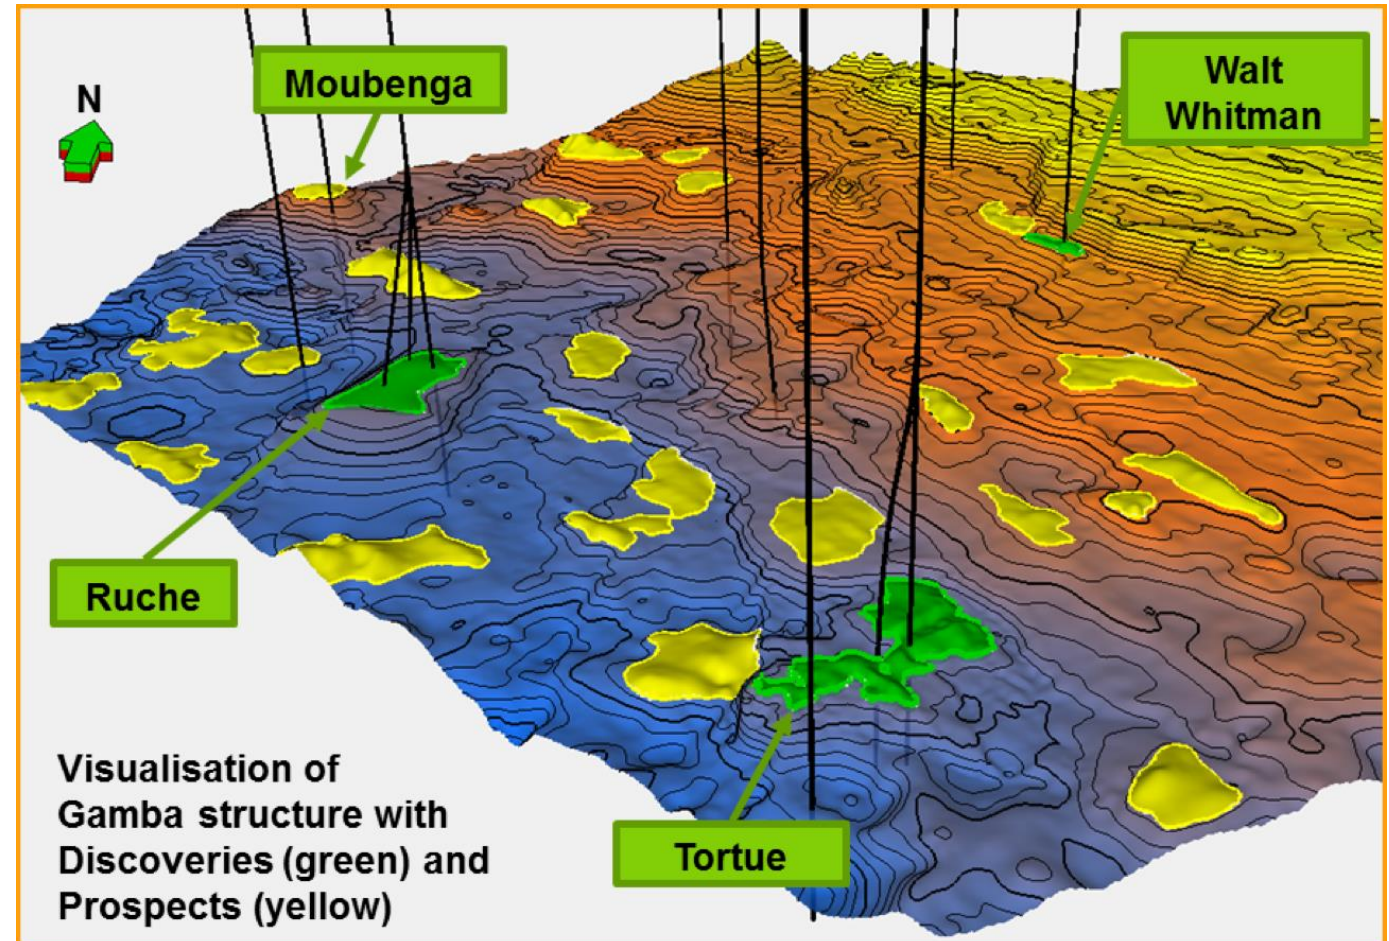 N
Moubenga
Walt
Whitman
Ruche
Tortue
Visualisation of
Gamba structure with
Discoveries (green) and
Prospects (yellow)